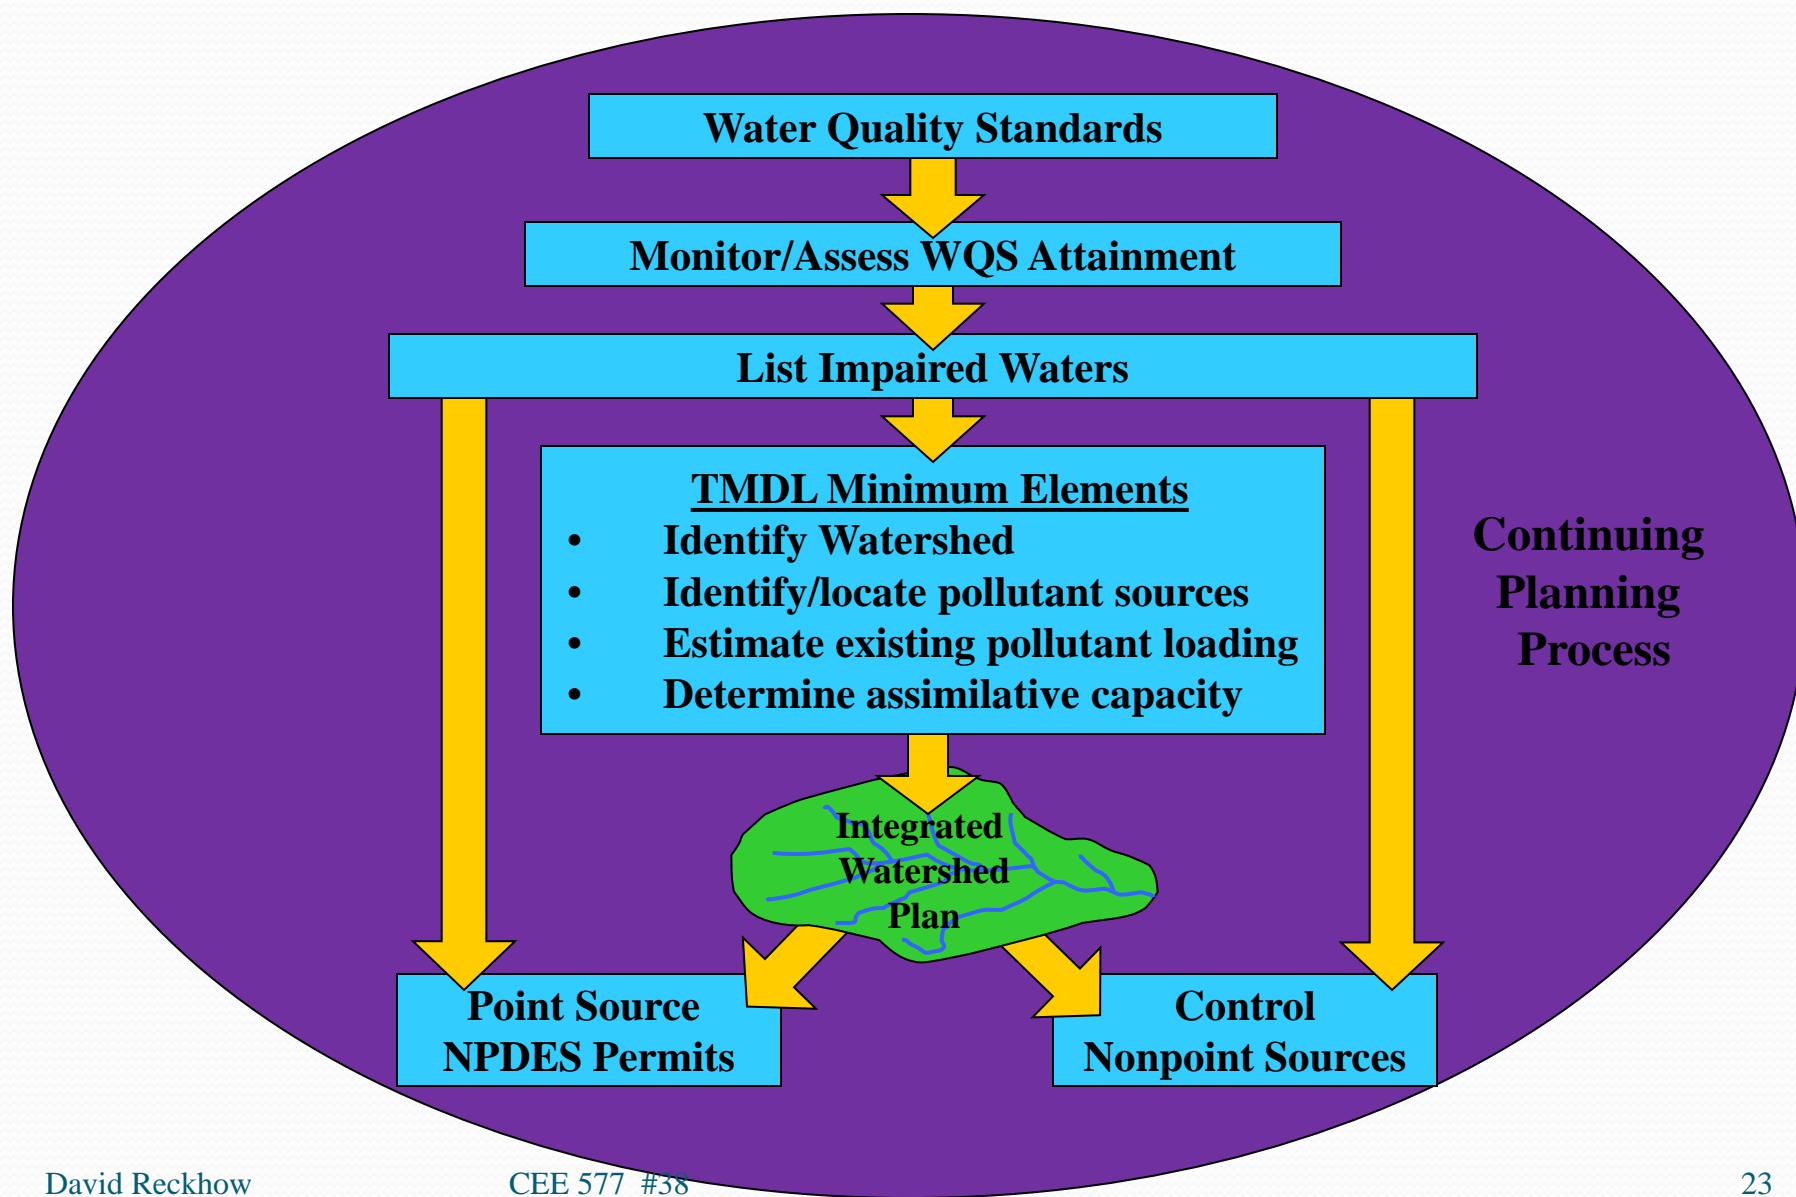 Water Quality Standards
Monitor/Assess WQS Attainment
List Impaired Waters
TMDL Minimum Elements
• Identify Watershed
• Identify/locate pollutant sources
• Estimate existing pollutant loading
• Determine assimilative capacity
Continuing
Planning
Process
Integrated
Watershed
Plan
Point Source
NPDES Permits
Control
Nonpoint Sources
David Reckhow
CEE 577 #38
23